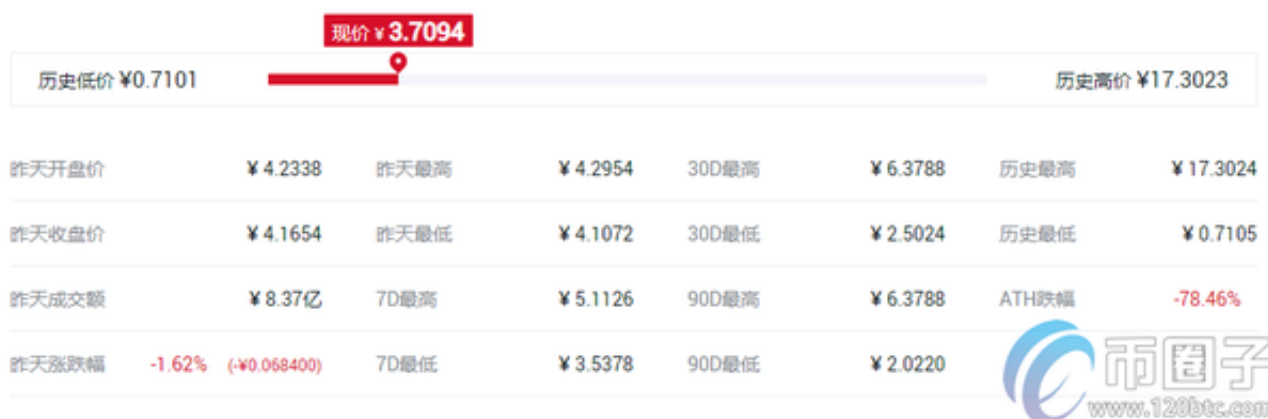 现价 ¥ 3.7094
历史低价 ¥0.7101 历史高价 ¥17.3023
昨天开盘价 ¥ 4.2338 昨天最高 ¥ 4.2954 30D最高 ¥ 6.3788 历史最高 ¥ 17.3024
昨天收盘价 ¥ 4.1654 昨天最低 ¥ 4.1072 30D最低 ¥ 2.5024 历史最低 ¥ 0.7105
昨天成交额 ¥ 8.37亿 7D最高 ¥ 5.1126 90D最高 ¥ 6.3788 ATH跌幅 -78.46%
昨天涨跌幅 -1.62% (-¥0.068400) 7D最低 ¥ 3.5378 90D最低 ¥ 2.0220
币圈子
www.120btc.com